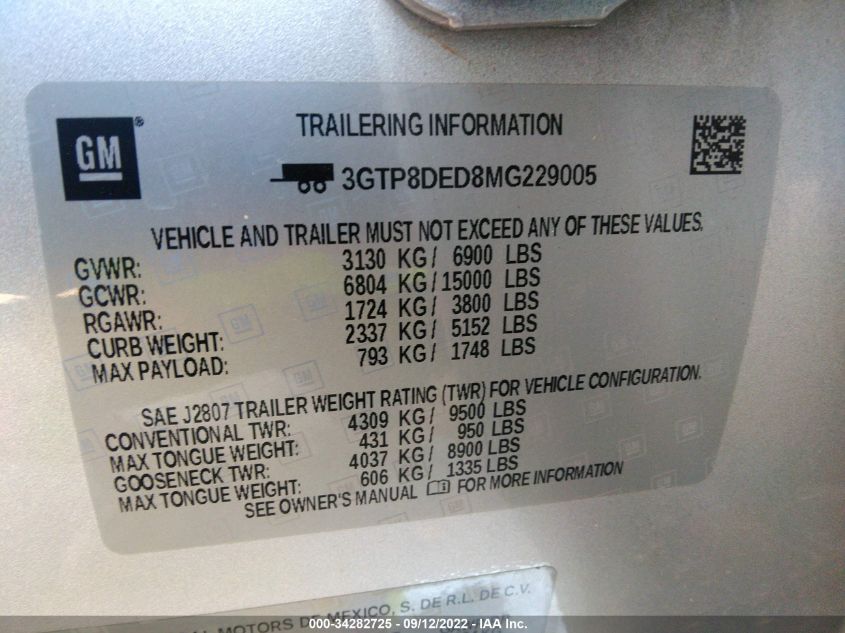 GM®
TRAILERING INFORMATION
3GTP8DED8MG229005
VEHICLE AND TRAILER MUST NOT EXCEED ANY OF THESE VALUES.
GVWR: 3130 KG/ 6900 LBS
GCWR: 6804 KG/ 15000 LBS
RGAWR: 1724 KG/ 3800 LBS
CURB WEIGHT: 2337 KG/ 5152 LBS
MAX PAYLOAD: 793 KG/ 1748 LBS
SAE J2807 TRAILER WEIGHT RATING (TWR) FOR VEHICLE CONFIGURATION.
CONVENTIONAL TWR: 4309 KG/ 9500 LBS
MAX TONGUE WEIGHT: 431 KG/ 950 LBS
GOOSENECK TWR: 4037 KG/ 8900 LBS
MAX TONGUE WEIGHT: 606 KG/ 1335 LBS
SEE OWNER'S MANUAL FOR MORE INFORMATION
MOTORS DE MEXICO, S. DE R.L. DE C.V.
000-34282725 - 09/12/2022 - IAA Inc.